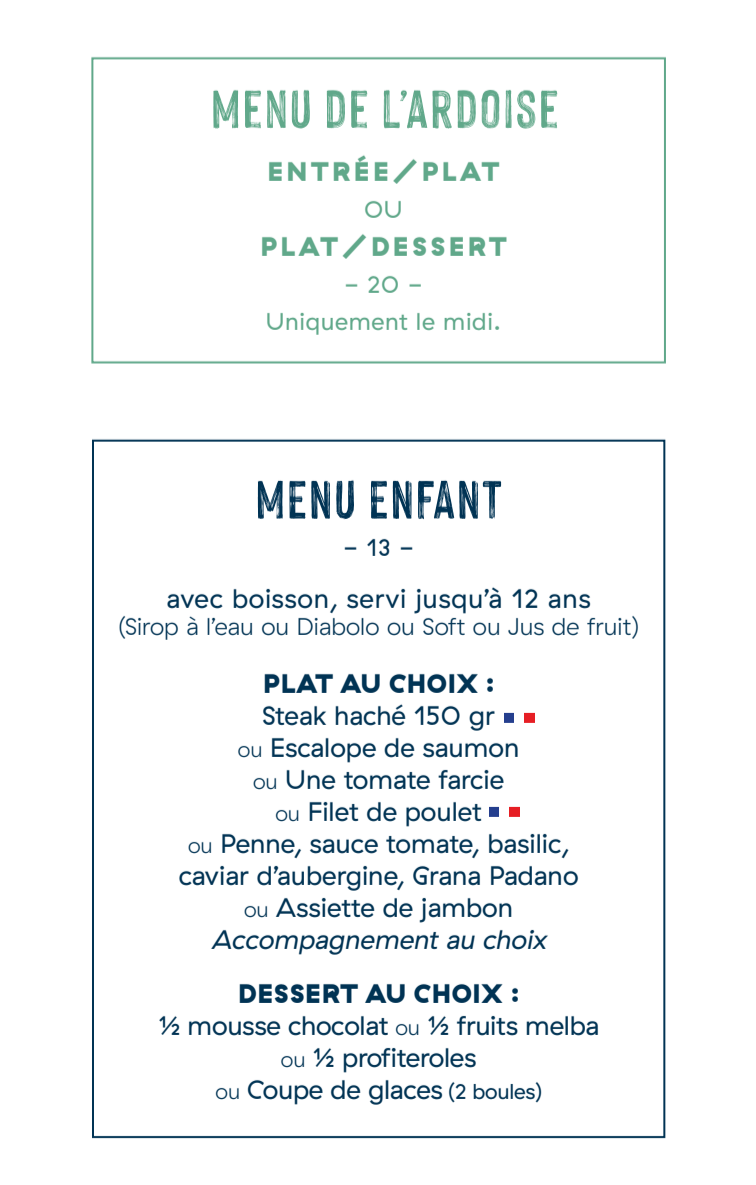 MENU DE L'ARDOISE
ENTRÉE/PLAT
OU
PLAT/DESSERT
– 20 –
Uniquement le midi.
MENU ENFANT
– 13 –
avec boisson, servi jusqu'à 12 ans
(Sirop à l'eau ou Diabolo ou Soft ou Jus de fruit)
PLAT AU CHOIX :
Steak haché 150 gr
ou Escalope de saumon
ou Une tomate farcie
ou Filet de poulet
ou Penne, sauce tomate, basilic,
caviar d'aubergine, Grana Padano
ou Assiette de jambon
Accompagnement au choix
DESSERT AU CHOIX :
½ mousse chocolat ou ½ fruits melba
ou ½ profiteroles
ou Coupe de glaces (2 boules)